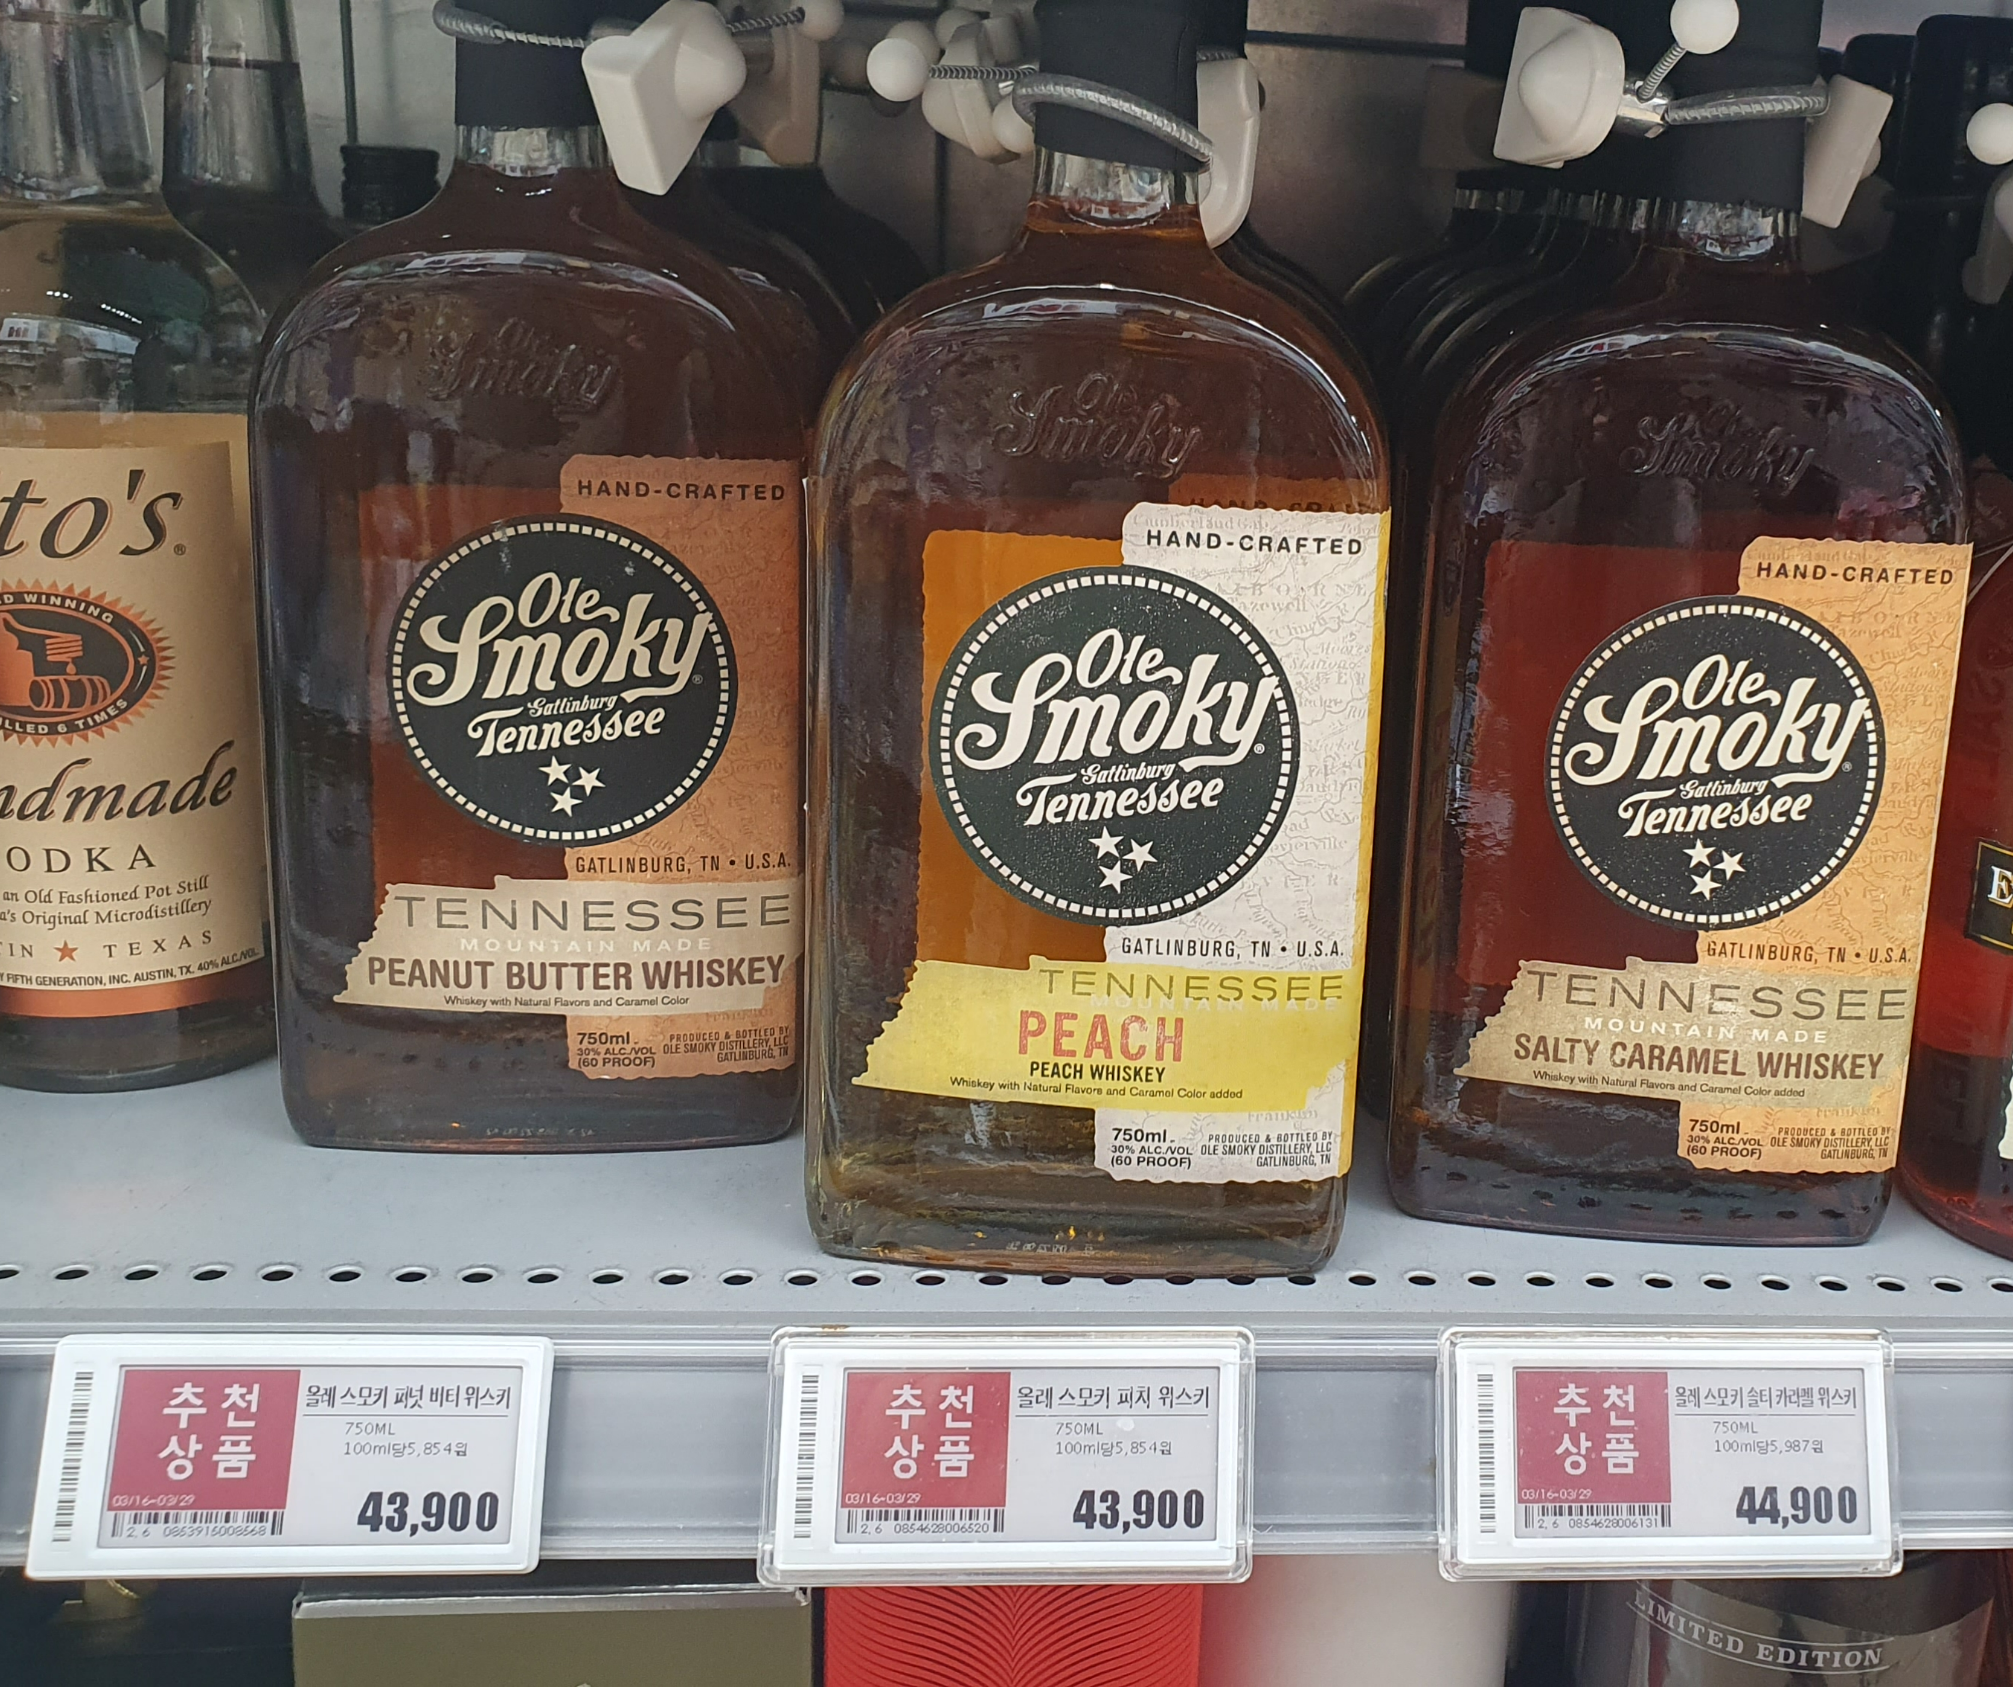 to's®
D WINNING
LLED 6 TIMES
ndmade
ODKA
an Old Fashioned Pot Still
a's Original Microdistillery
TIN ★ TEXAS
Y FIFTH GENERATION, INC. AUSTIN, TX. 40% ALC./VOL.
Ole
Smoky
HAND-CRAFTED
Ole
Smoky®
Gatlinburg
Tennessee
GATLINBURG, TN • U.S.A.
TENNESSEE
MOUNTAIN MADE
PEANUT BUTTER WHISKEY
Whiskey with Natural Flavors and Caramel Color
750ml
30% ALC./VOL
(60 PROOF)
PRODUCED & BOTTLED BY
OLE SMOKY DISTILLERY, LLC
GATLINBURG, TN
Ole
Smoky
HAND-CRAFTED
Ole
Smoky®
Gatlinburg
Tennessee
GATLINBURG, TN • U.S.A.
TENNESSEE
MOUNTAIN MADE
PEACH
PEACH WHISKEY
Whiskey with Natural Flavors and Caramel Color added
750ml
30% ALC./VOL
(60 PROOF)
PRODUCED & BOTTLED BY
OLE SMOKY DISTILLERY, LLC
GATLINBURG, TN
Ole
Smoky
HAND-CRAFTED
Ole
Smoky®
Gatlinburg
Tennessee
GATLINBURG, TN • U.S.A.
TENNESSEE
MOUNTAIN MADE
SALTY CARAMEL WHISKEY
Whiskey with Natural Flavors and Caramel Color added
750ml
30% ALC./VOL
(60 PROOF)
PRODUCED & BOTTLED BY
OLE SMOKY DISTILLERY, LLC
GATLINBURG, TN
추천
상품
03/16~03/29
올레 스모키 피넛 버터 위스키
750ML
100ml당5,854원
43,900
2, 6 0853915008568
추천
상품
03/16~03/29
올레 스모키 피치 위스키
750ML
100ml당5,854원
43,900
2, 6 0854628006520
추천
상품
03/16~03/29
올레 스모키 솔티 카라멜 위스키
750ML
100ml당5,987원
44,900
2, 6 0854628006131
LIMITED EDITION